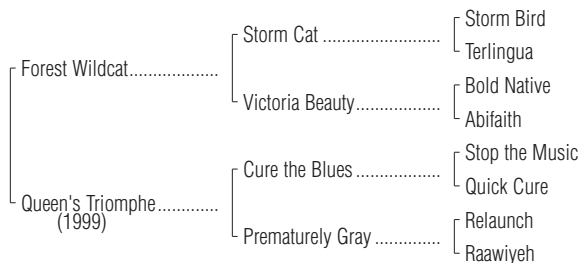 Storm Bird
Storm Cat ........................
Terlingua
Forest Wildcat..................
Bold Native
Victoria Beauty.................
Abifaith
Stop the Music
Cure the Blues .................
Quick Cure
Queen's Triomphe ............
(1999)
Relaunch
Prematurely Gray .............
Raawiyeh